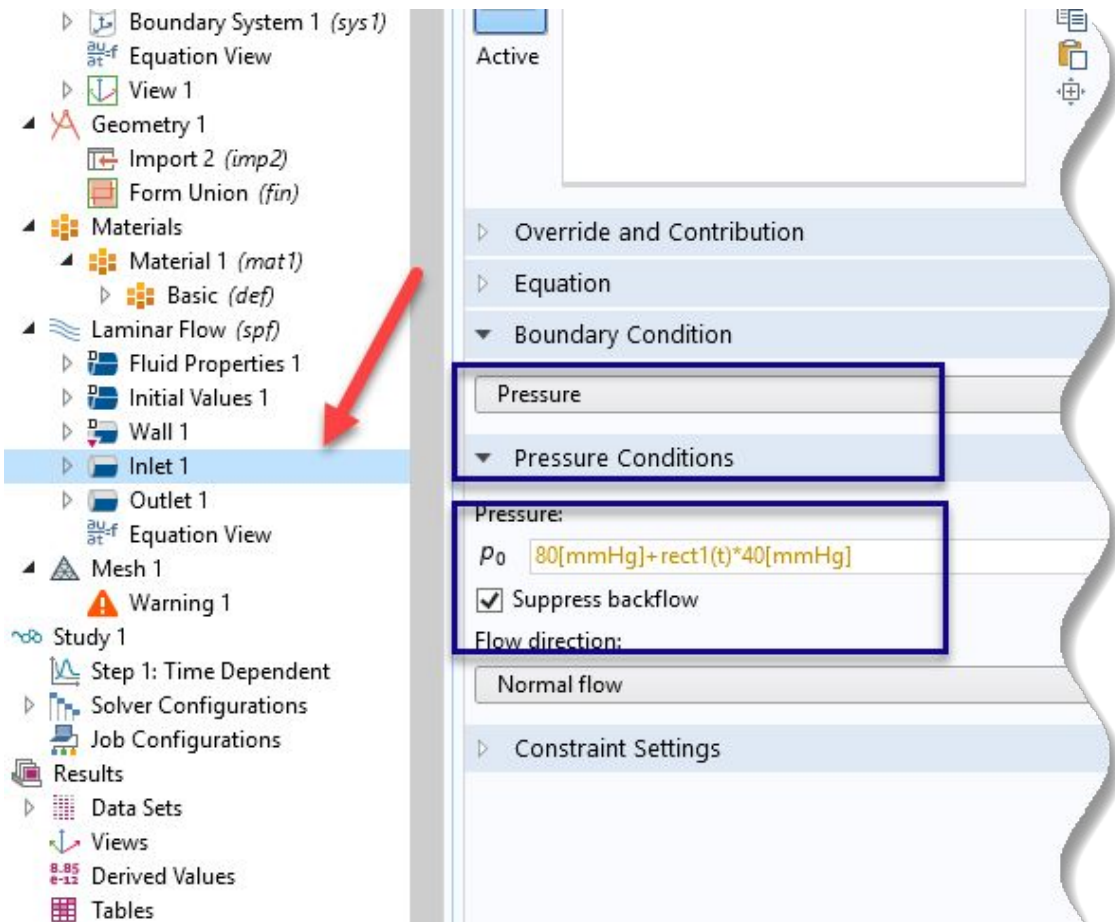 Boundary System 1 (sys1)
Equation View
View 1
Geometry 1
Import 2 (imp2)
Form Union (fin)
Materials
Material 1 (mat1)
Basic (def)
Laminar Flow (spf)
Fluid Properties 1
Initial Values 1
Wall 1
Inlet 1
Outlet 1
Equation View
Mesh 1
Warning 1
Study 1
Step 1: Time Dependent
Solver Configurations
Job Configurations
Results
Data Sets
Views
8.85
e-12 Derived Values
Tables
Active
Override and Contribution
Equation
Boundary Condition
Pressure
Pressure Conditions
Pressure:
p₀ 80[mmHg]+rect1(t)*40[mmHg]
Suppress backflow
Flow direction:
Normal flow
Constraint Settings